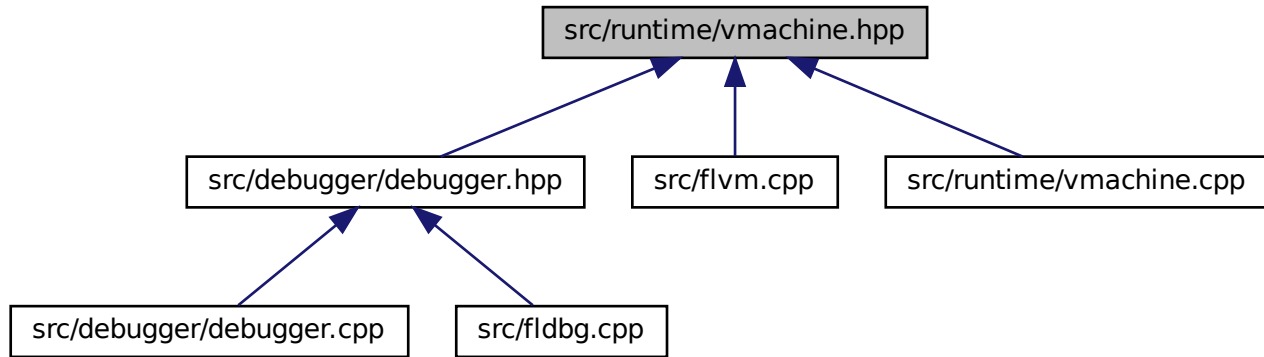 src/runtime/vmachine.hpp
src/debugger/debugger.hpp
src/flvm.cpp
src/runtime/vmachine.cpp
src/debugger/debugger.cpp
src/fldbg.cpp